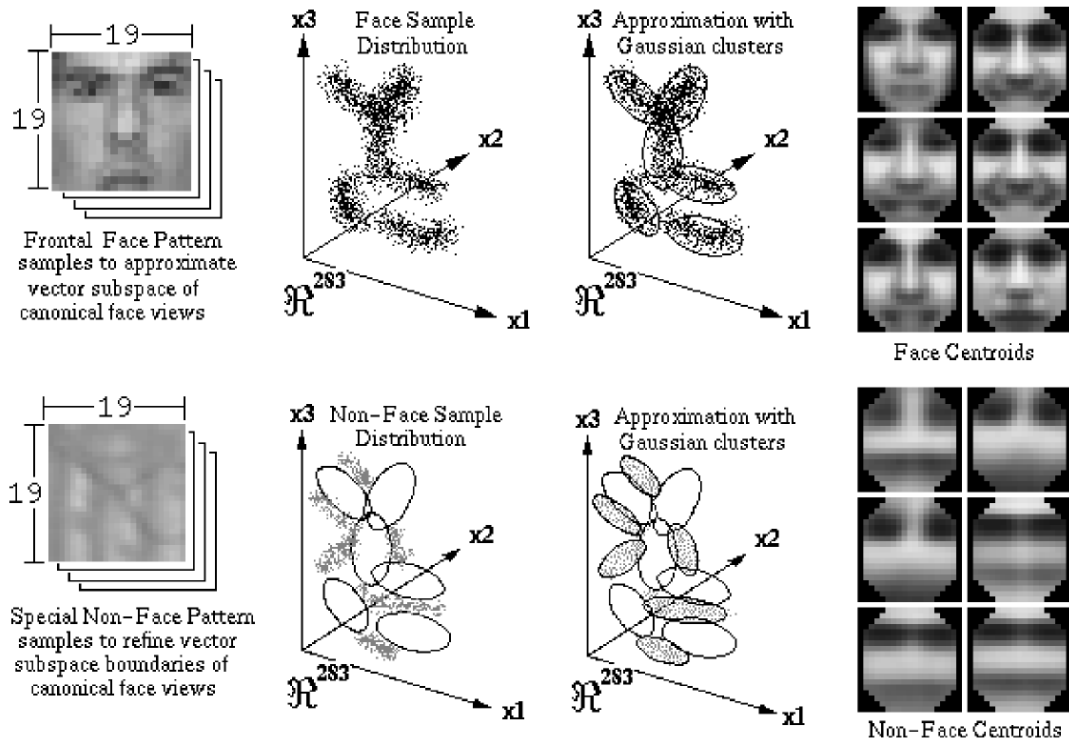 19
19
Frontal Face Pattern
samples to approximate
vector subspace of
canonical face views
x3
Face Sample
Distribution
x2
x1
ℜ283
x3
Approximation with
Gaussian clusters
x2
x1
ℜ283
Face Centroids
19
19
Special Non-Face Pattern
samples to refine vector
subspace boundaries of
canonical face views
x3
Non-Face Sample
Distribution
x2
x1
ℜ283
x3
Approximation with
Gaussian clusters
x2
x1
ℜ283
Non-Face Centroids